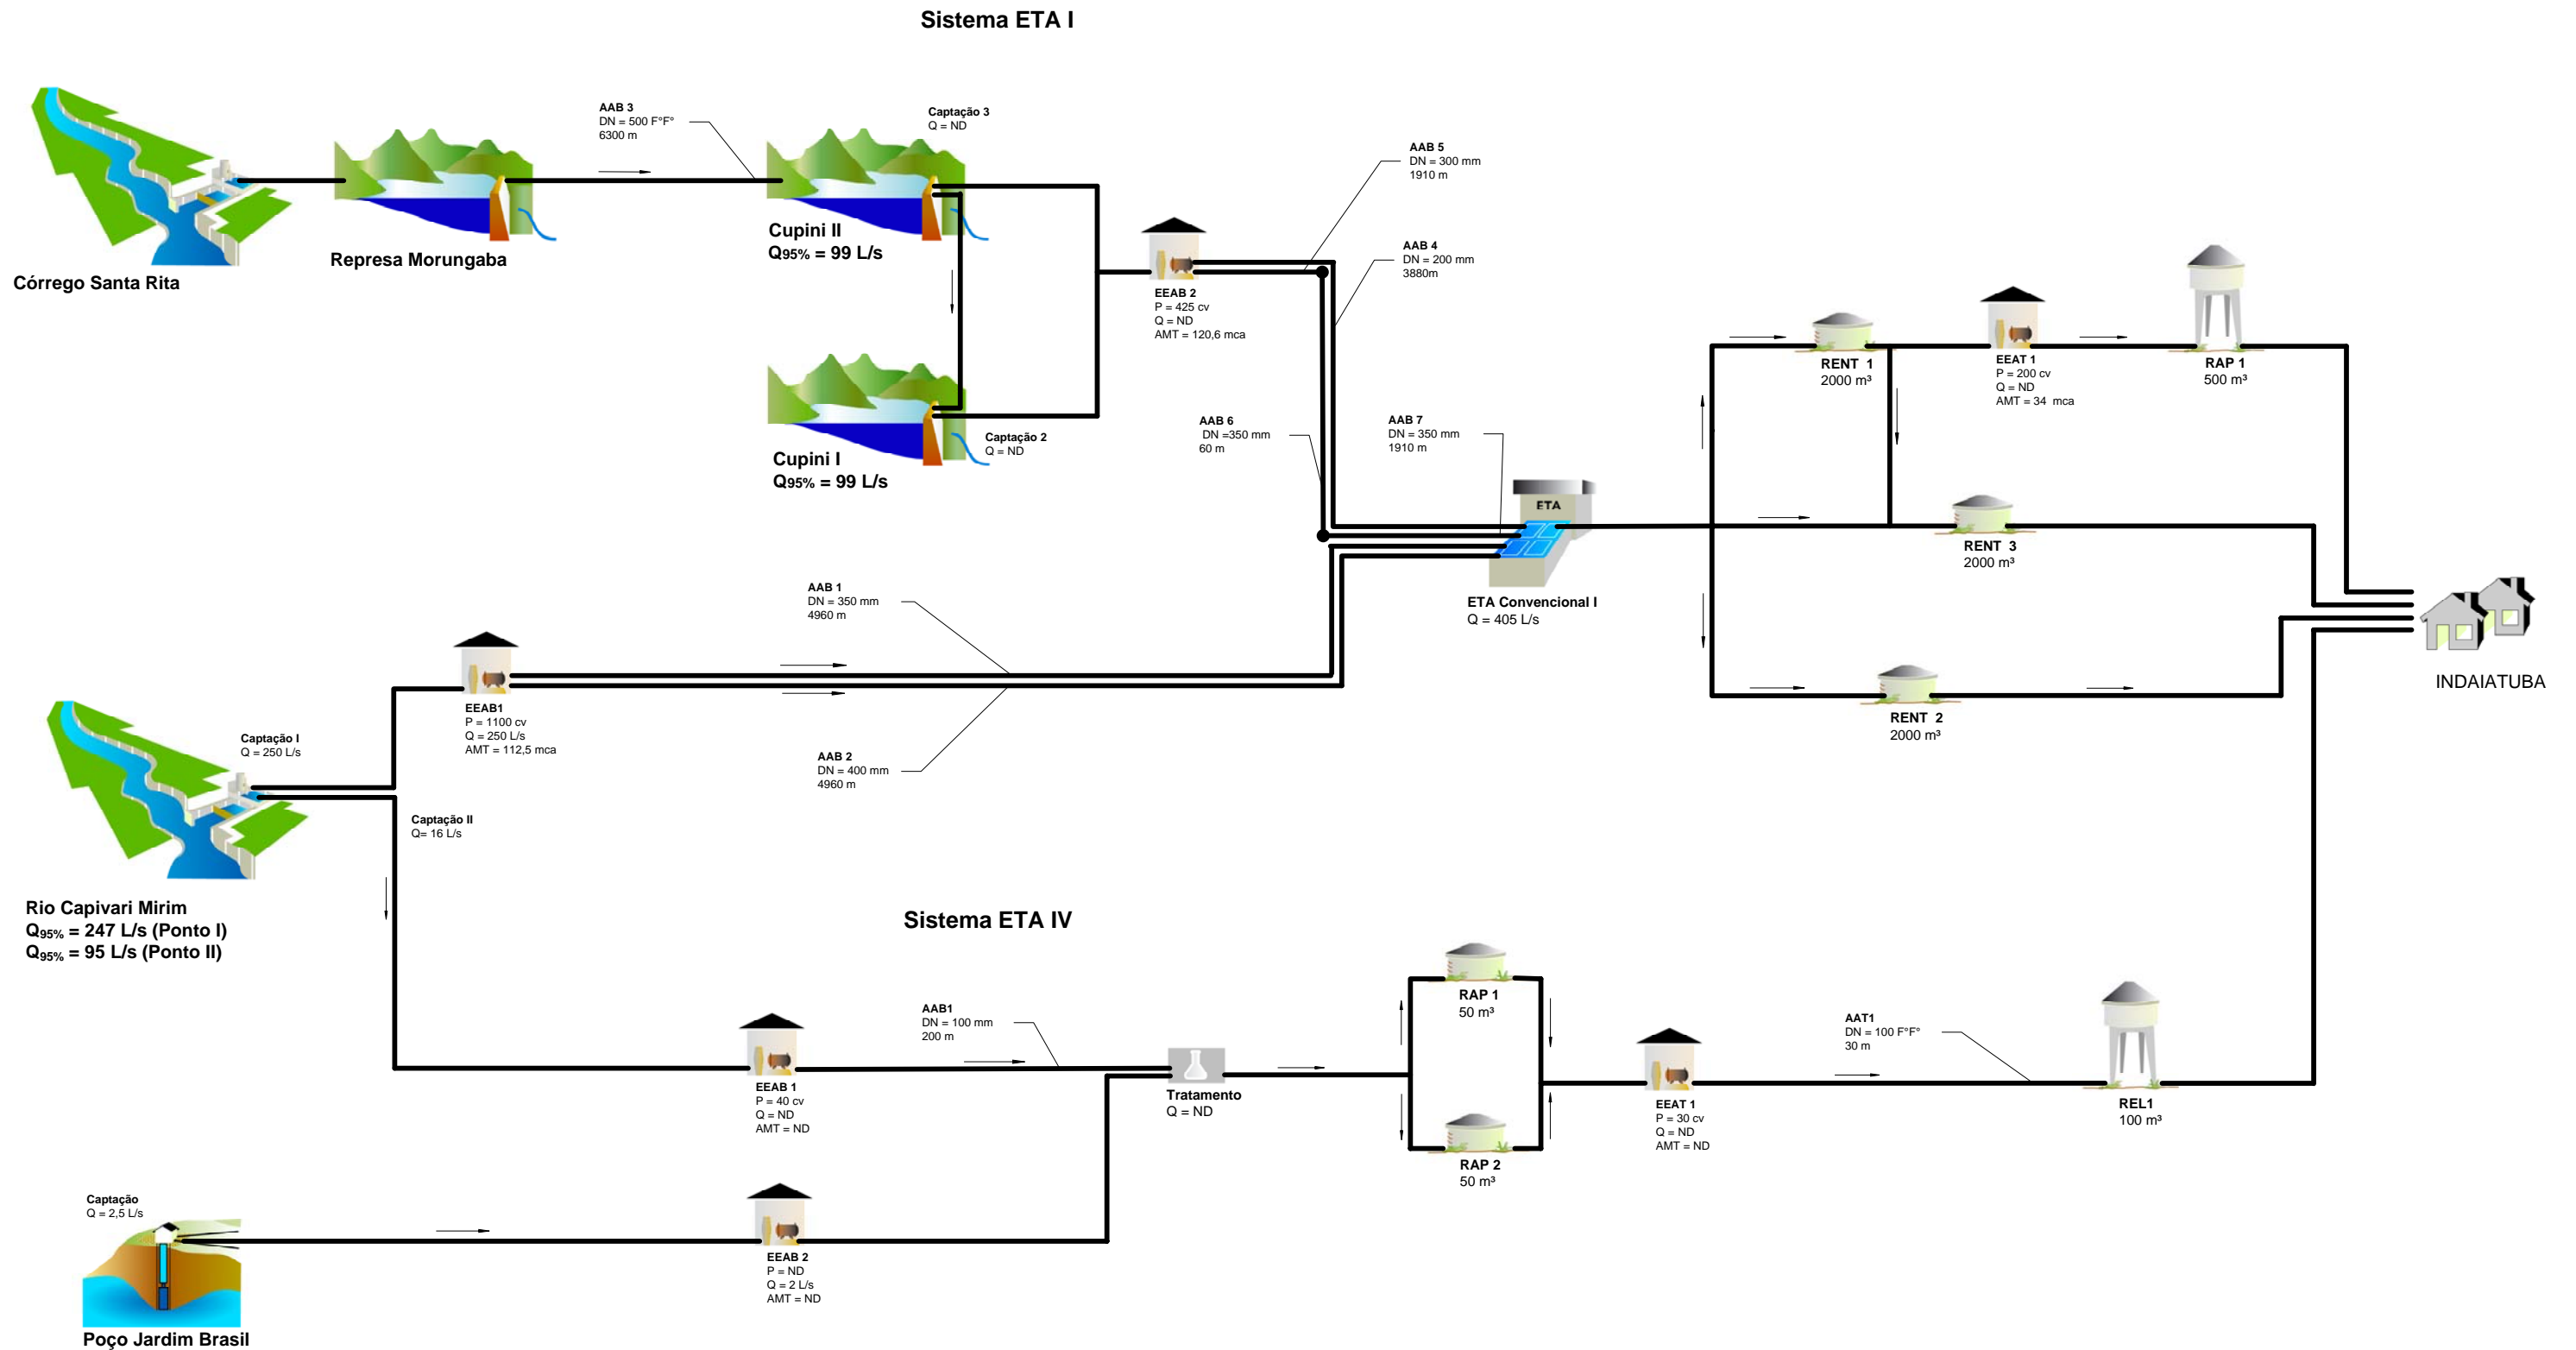 Sistema ETA I
AAB 3
DN = 500 F°F°
6300 m
Captação 3
Q = ND
AAB 5
DN = 300 mm
1910 m
Córrego Santa Rita
Represa Morungaba
Cupini II
Q95% = 99 L/s
AAB 4
DN = 200 mm
3880m
EEAB 2
P = 425 cv
Q = ND
AMT = 120,6 mca
RENT 1
2000 m³
EEAT 1
P = 200 cv
Q = ND
AMT = 34 mca
RAP 1
500 m³
Captação 2
Q = ND
Cupini I
Q95% = 99 L/s
AAB 6
DN =350 mm
60 m
AAB 7
DN = 350 mm
1910 m
ETA
ETA Convencional I
Q = 405 L/s
RENT 3
2000 m³
AAB 1
DN = 350 mm
4960 m
EEAB1
P = 1100 cv
Q = 250 L/s
AMT = 112,5 mca
AAB 2
DN = 400 mm
4960 m
RENT 2
2000 m³
INDAIATUBA
Captação I
Q = 250 L/s
Captação II
Q= 16 L/s
Rio Capivari Mirim
Q95% = 247 L/s (Ponto I)
Q95% = 95 L/s (Ponto II)
Sistema ETA IV
AAB1
DN = 100 mm
200 m
EEAB 1
P = 40 cv
Q = ND
AMT = ND
Tratamento
Q = ND
RAP 1
50 m³
RAP 2
50 m³
EEAT 1
P = 30 cv
Q = ND
AMT = ND
AAT1
DN = 100 F°F°
30 m
REL1
100 m³
Captação
Q = 2,5 L/s
EEAB 2
P = ND
Q = 2 L/s
AMT = ND
Poço Jardim Brasil